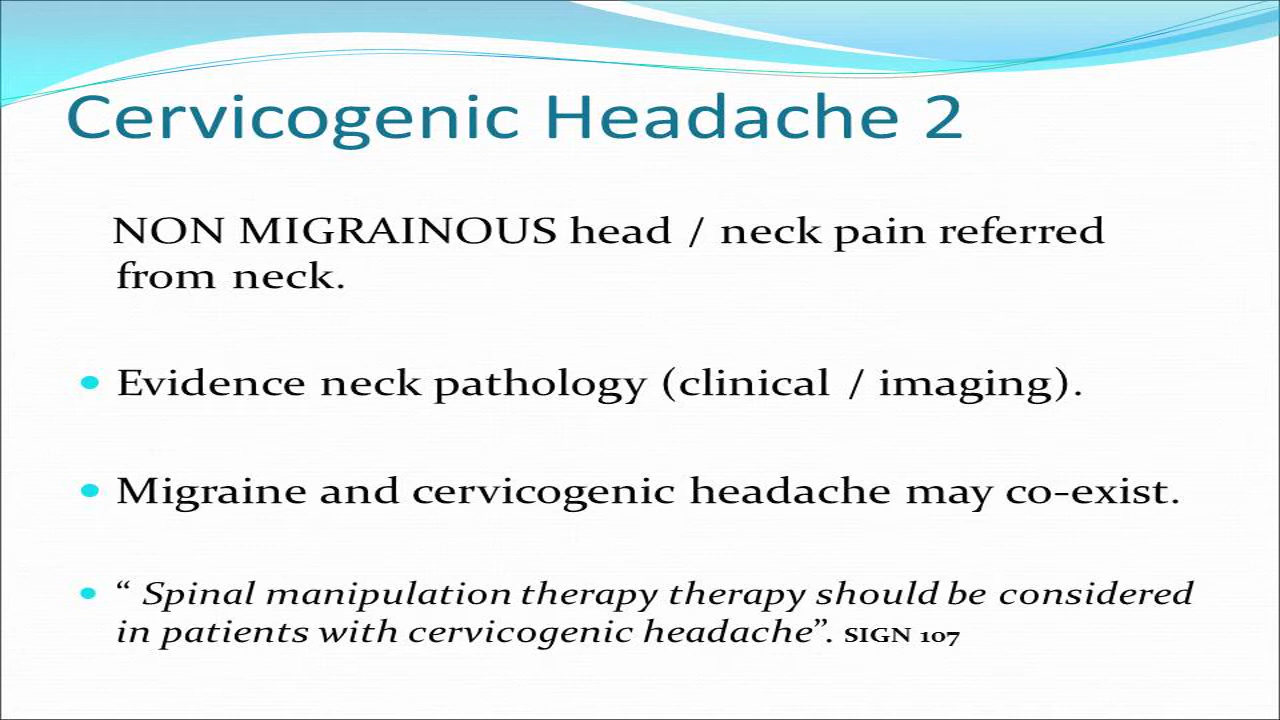 Cervicogenic Headache 2
NON MIGRAINOUS head / neck pain referred
from neck.
• Evidence neck pathology (clinical / imaging).
• Migraine and cervicogenic headache may co-exist.
• “ Spinal manipulation therapy therapy should be considered
in patients with cervicogenic headache”. SIGN 107